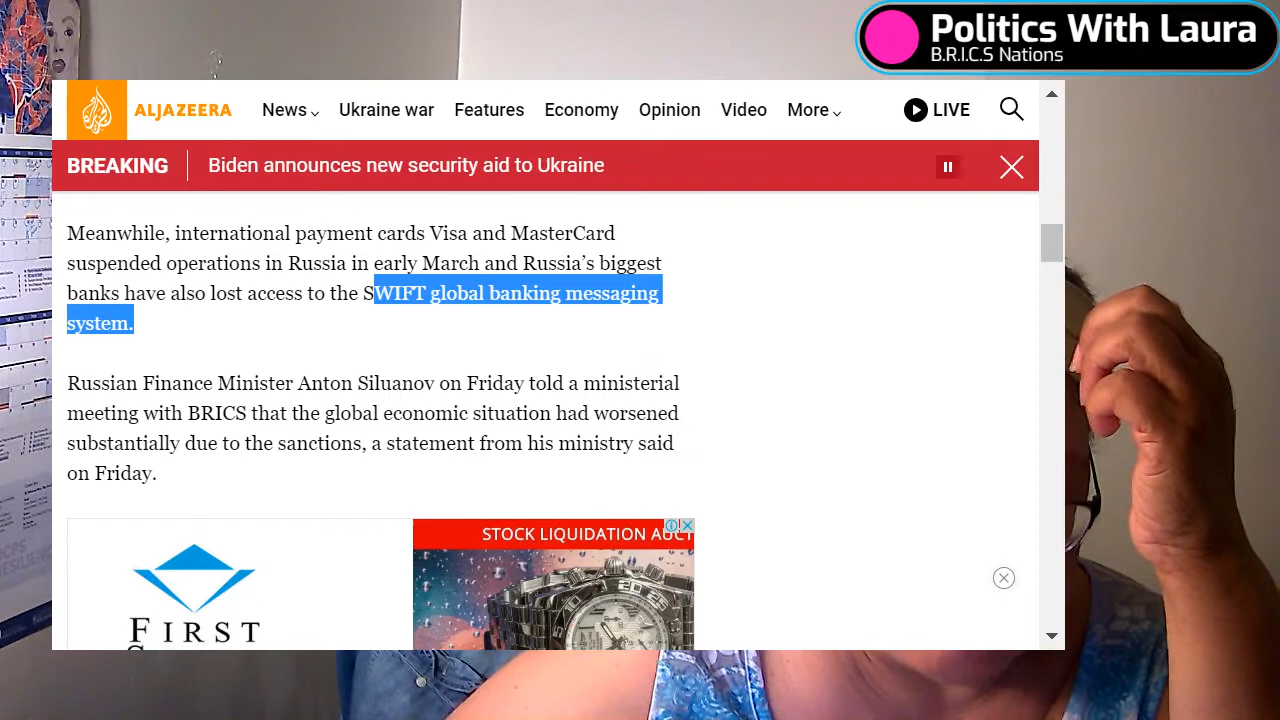 Politics With Laura
B.R.I.C.S Nations
ALJAZEERA
News Ukraine war Features Economy Opinion Video More LIVE
BREAKING Biden announces new security aid to Ukraine
Meanwhile, international payment cards Visa and MasterCard
suspended operations in Russia in early March and Russia’s biggest
banks have also lost access to the SWIFT global banking messaging
system.
Russian Finance Minister Anton Siluanov on Friday told a ministerial
meeting with BRICS that the global economic situation had worsened
substantially due to the sanctions, a statement from his ministry said
on Friday.
STOCK LIQUIDATION AUCT
FIRST